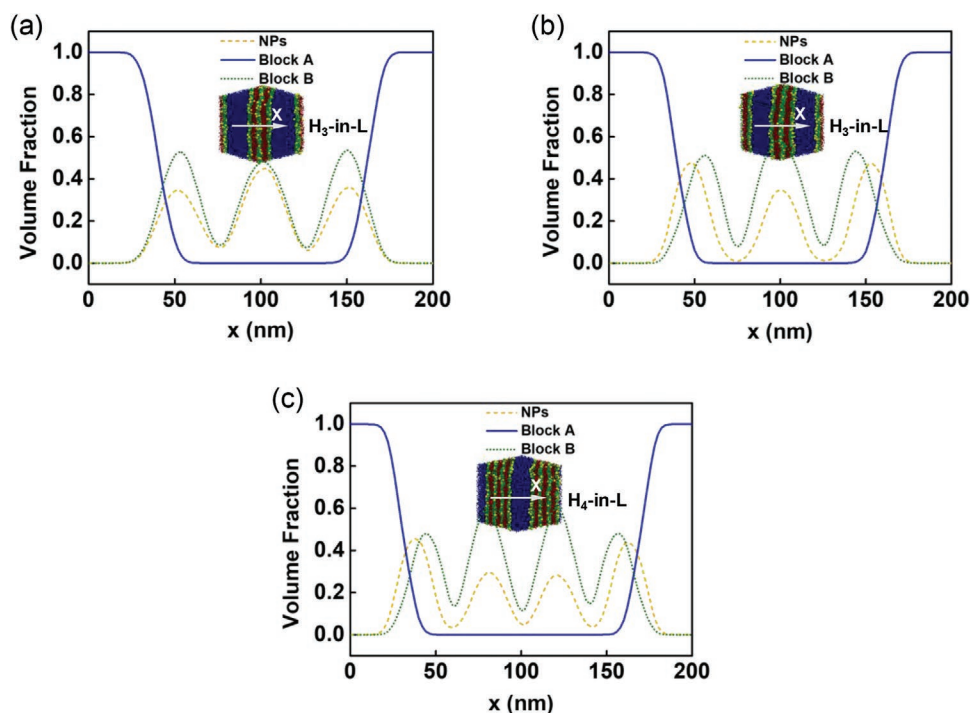 (a)
NPs
Block A
Block B
X
H₃-in-L
Volume Fraction
1.0
0.8
0.6
0.4
0.2
0.0
0 50 100 150 200
x (nm)
(b)
NPs
Block A
Block B
X
H₃-in-L
Volume Fraction
1.0
0.8
0.6
0.4
0.2
0.0
0 50 100 150 200
x (nm)
(c)
NPs
Block A
Block B
X
H₄-in-L
Volume Fraction
1.0
0.8
0.6
0.4
0.2
0.0
0 50 100 150 200
x (nm)